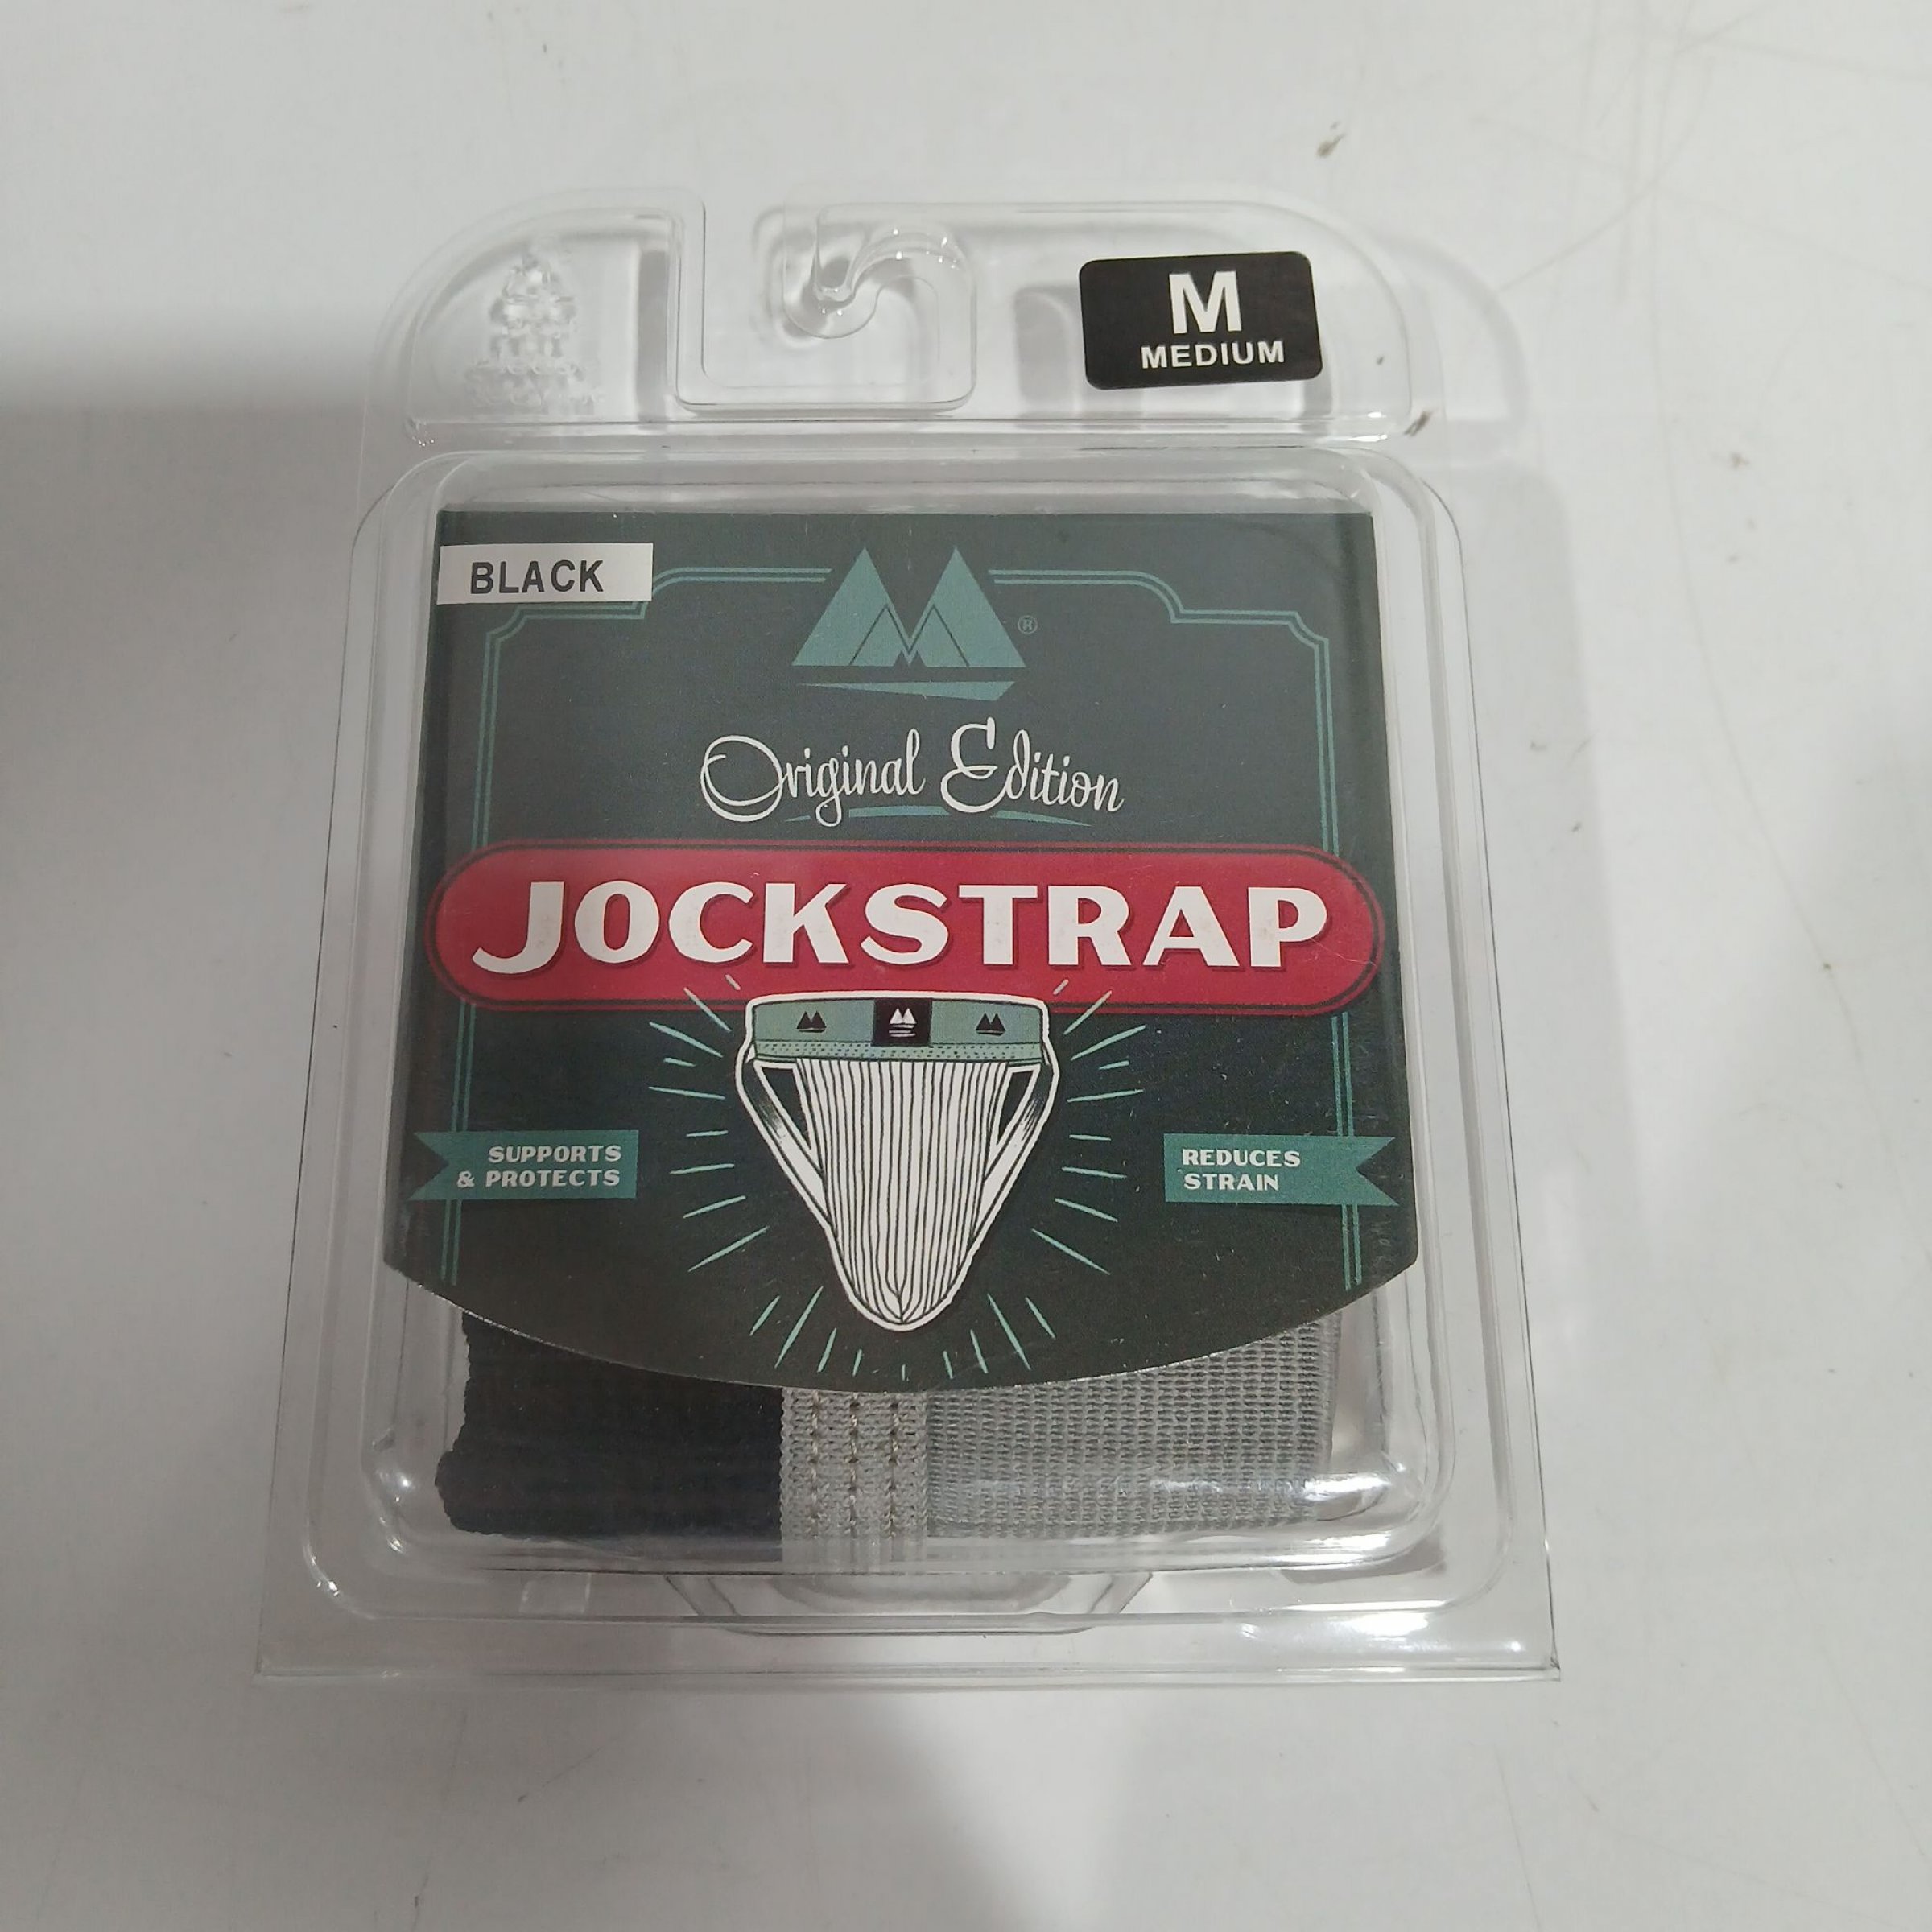 M
MEDIUM
BLACK
®
Original Edition
JOCKSTRAP
SUPPORTS
& PROTECTS
REDUCES
STRAIN